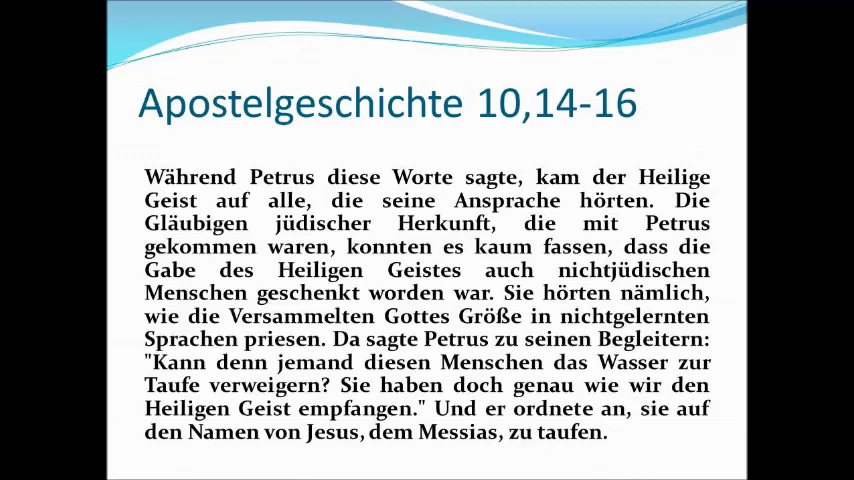 Apostelgeschichte 10,14-16
Während Petrus diese Worte sagte, kam der Heilige
Geist auf alle, die seine Ansprache hörten. Die
Gläubigen jüdischer Herkunft, die mit Petrus
gekommen waren, konnten es kaum fassen, dass die
Gabe des Heiligen Geistes auch nichtjüdischen
Menschen geschenkt worden war. Sie hörten nämlich,
wie die Versammelten Gottes Größe in nichtgelernten
Sprachen priesen. Da sagte Petrus zu seinen Begleitern:
"Kann denn jemand diesen Menschen das Wasser zur
Taufe verweigern? Sie haben doch genau wie wir den
Heiligen Geist empfangen." Und er ordnete an, sie auf
den Namen von Jesus, dem Messias, zu taufen.